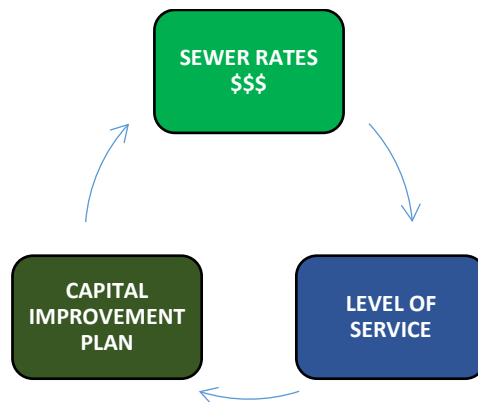 SEWER RATES
$$$
LEVEL OF
SERVICE
CAPITAL
IMPROVEMENT
PLAN